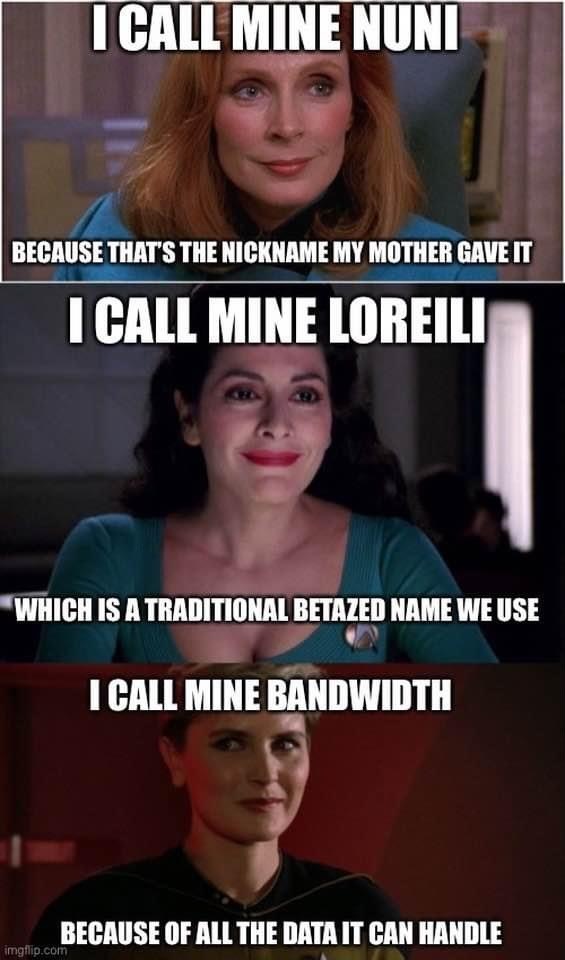 I CALL MINE NUNI
BECAUSE THAT'S THE NICKNAME MY MOTHER GAVE IT
I CALL MINE LOREILI
WHICH IS A TRADITIONAL BETAZED NAME WE USE
I CALL MINE BANDWIDTH
BECAUSE OF ALL THE DATA IT CAN HANDLE
imgflip.com